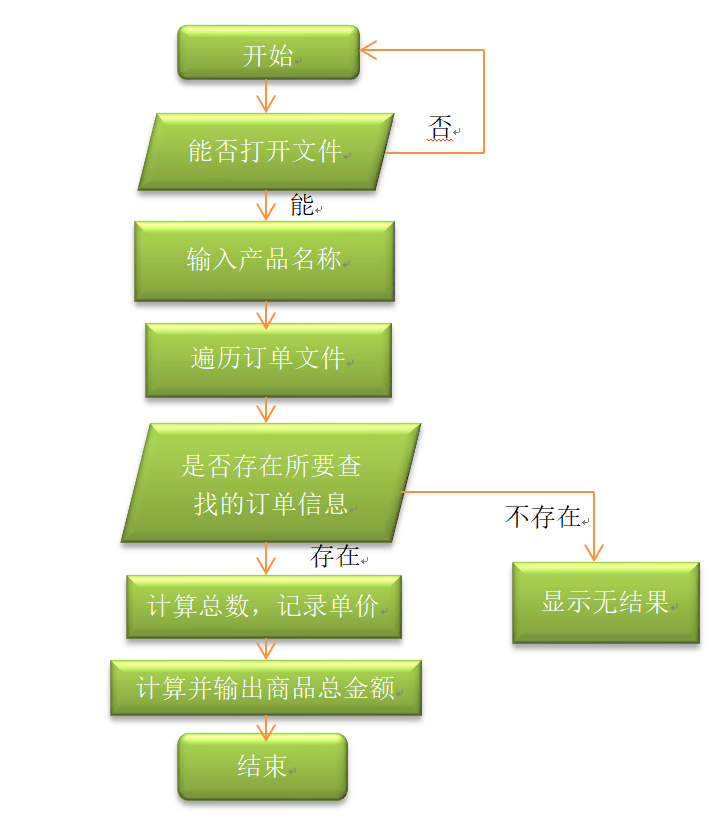 开始
否
能否打开文件
能
输入产品名称
遍历订单文件
是否存在所要查
找的订单信息
不存在
存在
计算总数，记录单价
显示无结果
计算并输出商品总金额
结束